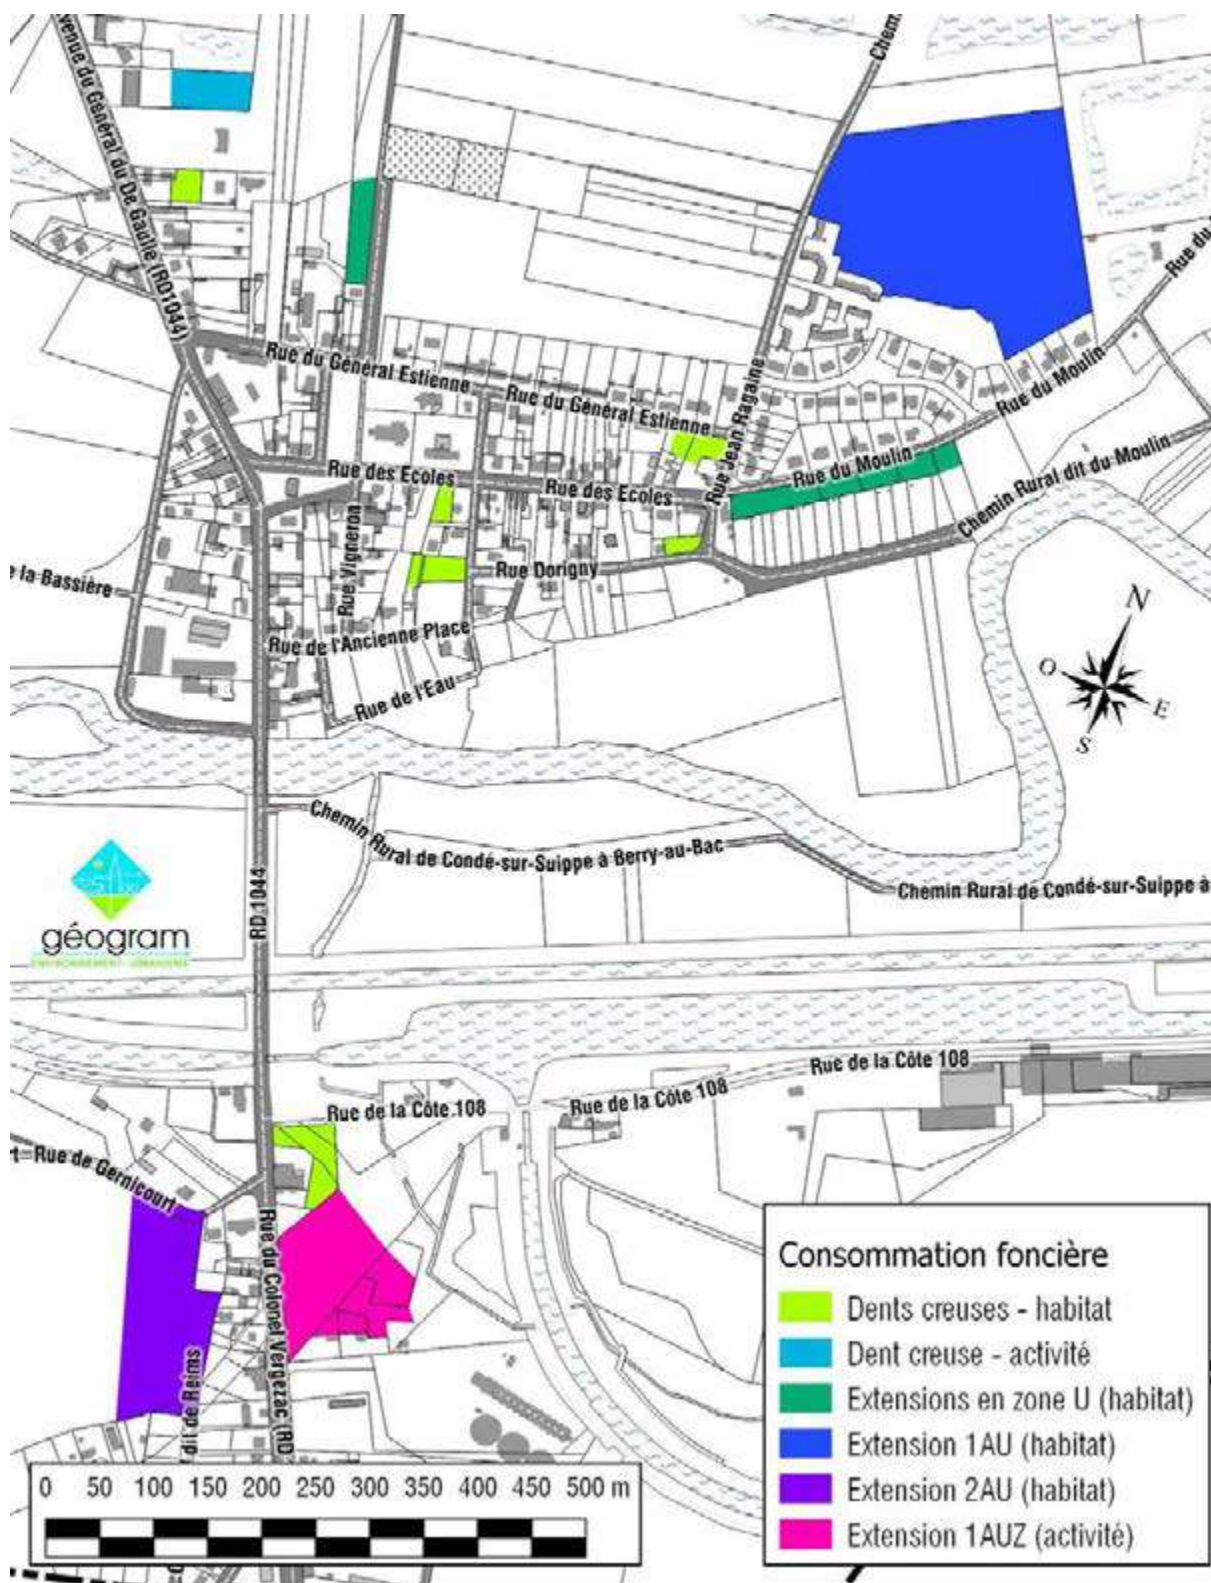 venue du Général du De Gaulle (RD1044)
Rue du Général Estienne
Rue du Général Estienne
Rue Jean Ragaine
Rue du Moulin
Rue du Moulin
Rue du
Chemin Rural dit du Moulin
Rue des Ecoles
Rue des Ecoles
Rue Vigneron
Rue Dorigny
e la Bassière
Rue de l'Ancienne Place
Rue de l'Eau
N
O
E
S
Chemin Rural de Condé-sur-Suippe à Berry-au-Bac
Chemin Rural de Condé-sur-Suippe à
RD 1044
géogram
ENVIRONNEMENT URBANISME
Rue de la Côte 108
Rue de la Côte 108
Rue de la Côte 108
Rue de Gernicourt
Rue du Colonel Vergezac (RD
dit de Reims
Consommation foncière
Dents creuses - habitat
Dent creuse - activité
Extensions en zone U (habitat)
Extension 1AU (habitat)
Extension 2AU (habitat)
Extension 1AUZ (activité)
0 50 100 150 200 250 300 350 400 450 500 m